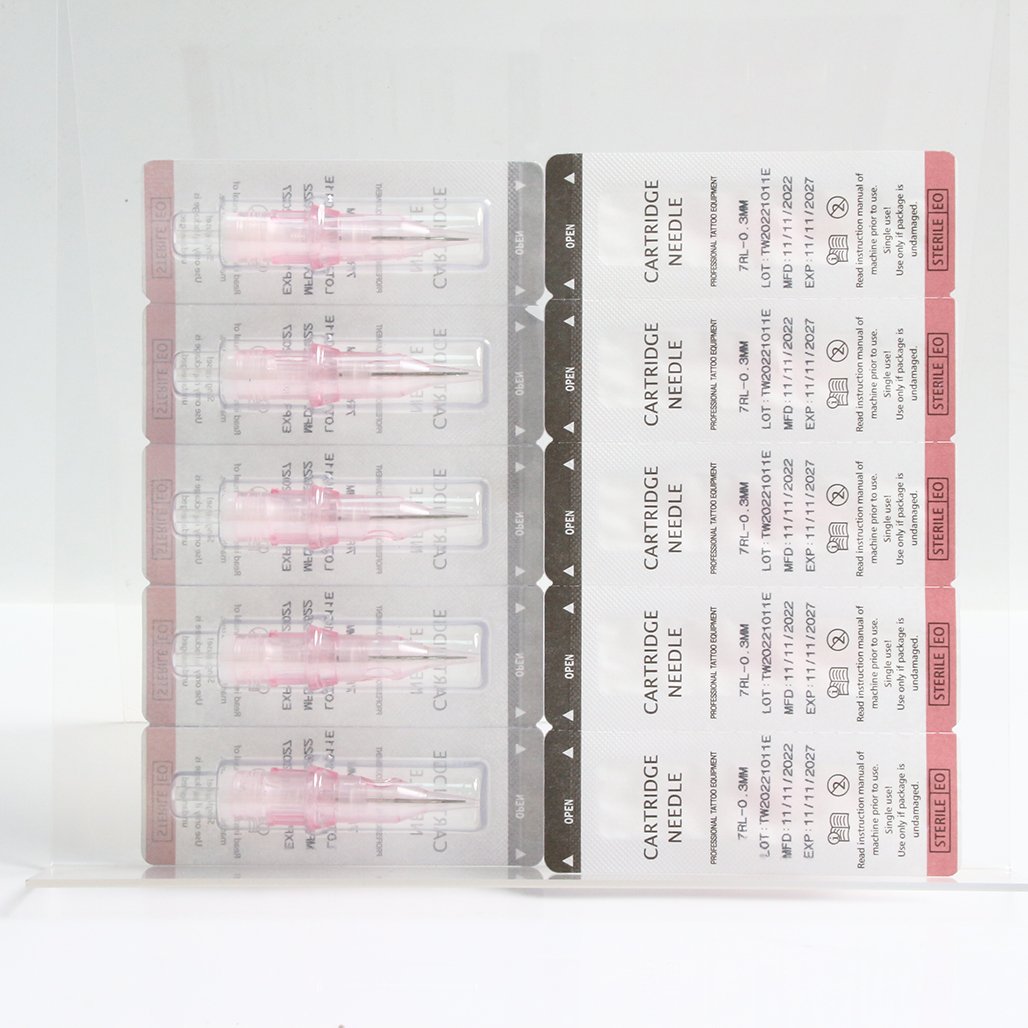 OPEN
CARTRIDGE
NEEDLE
PROFESSIONAL TATTOO EQUIPMENT
7RL-0.3MM
LOT:TW20221011E
MFD:11/11/2022
EXP:11/11/2027
Read instruction manual of
machine prior to use.
Single use!
Use only if package is
undamaged.
STERILE EO
OPEN
CARTRIDGE
NEEDLE
PROFESSIONAL TATTOO EQUIPMENT
7RL-0.3MM
LOT:TW20221011E
MFD:11/11/2022
EXP:11/11/2027
Read instruction manual of
machine prior to use.
Single use!
Use only if package is
undamaged.
STERILE EO
OPEN
CARTRIDGE
NEEDLE
PROFESSIONAL TATTOO EQUIPMENT
7RL-0.3MM
LOT:TW20221011E
MFD:11/11/2022
EXP:11/11/2027
Read instruction manual of
machine prior to use.
Single use!
Use only if package is
undamaged.
STERILE EO
OPEN
CARTRIDGE
NEEDLE
PROFESSIONAL TATTOO EQUIPMENT
7RL-0.3MM
LOT:TW20221011E
MFD:11/11/2022
EXP:11/11/2027
Read instruction manual of
machine prior to use.
Single use!
Use only if package is
undamaged.
STERILE EO
OPEN
CARTRIDGE
NEEDLE
PROFESSIONAL TATTOO EQUIPMENT
7RL-0.3MM
LOT:TW20221011E
MFD:11/11/2022
EXP:11/11/2027
Read instruction manual of
machine prior to use.
Single use!
Use only if package is
undamaged.
STERILE EO